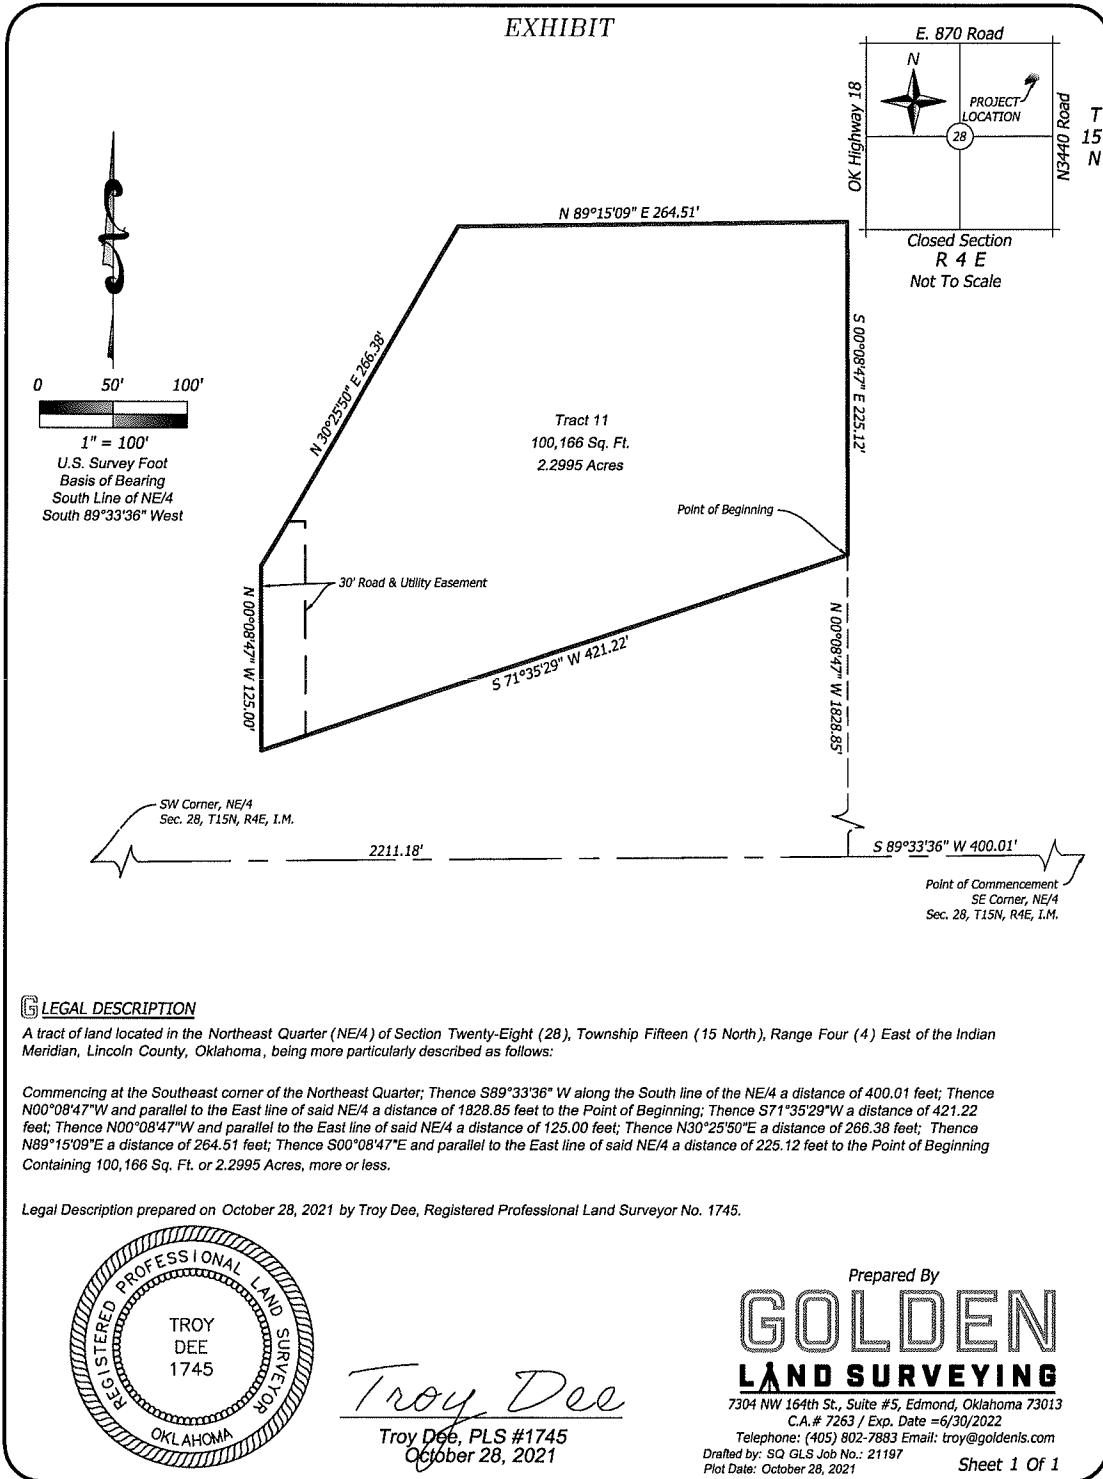 EXHIBIT
E. 870 Road
N
OK Highway 18
PROJECT
LOCATION
28
N3440 Road
T
15
N
Closed Section
R 4 E
Not To Scale
0 50' 100'
1" = 100'
U.S. Survey Foot
Basis of Bearing
South Line of NE/4
South 89°33'36" West
N 89°15'09" E 264.51'
N 30°25'50" E 266.38'
S 00°08'47" E 225.12'
Tract 11
100,166 Sq. Ft.
2.2995 Acres
Point of Beginning
30' Road & Utility Easement
N 00°08'47" W 125.00'
S 71°35'29" W 421.22'
N 00°08'47" W 1828.85'
SW Corner, NE/4
Sec. 28, T15N, R4E, I.M.
2211.18'
S 89°33'36" W 400.01'
Point of Commencement
SE Corner, NE/4
Sec. 28, T15N, R4E, I.M.
G LEGAL DESCRIPTION
A tract of land located in the Northeast Quarter (NE/4) of Section Twenty-Eight (28), Township Fifteen (15 North), Range Four (4) East of the Indian
Meridian, Lincoln County, Oklahoma, being more particularly described as follows:
Commencing at the Southeast corner of the Northeast Quarter; Thence S89°33'36" W along the South line of the NE/4 a distance of 400.01 feet; Thence
N00°08'47"W and parallel to the East line of said NE/4 a distance of 1828.85 feet to the Point of Beginning; Thence S71°35'29"W a distance of 421.22
feet; Thence N00°08'47"W and parallel to the East line of said NE/4 a distance of 125.00 feet; Thence N30°25'50"E a distance of 266.38 feet; Thence
N89°15'09"E a distance of 264.51 feet; Thence S00°08'47"E and parallel to the East line of said NE/4 a distance of 225.12 feet to the Point of Beginning
Containing 100,166 Sq. Ft. or 2.2995 Acres, more or less.
Legal Description prepared on October 28, 2021 by Troy Dee, Registered Professional Land Surveyor No. 1745.
REGISTERED PROFESSIONAL LAND SURVEYOR
TROY
DEE
1745
OKLAHOMA
Troy Dee
Troy Dee, PLS #1745
October 28, 2021
Prepared By
GOLDEN
LAND SURVEYING
7304 NW 164th St., Suite #5, Edmond, Oklahoma 73013
C.A.# 7263 / Exp. Date =6/30/2022
Telephone: (405) 802-7883 Email: troy@goldenls.com
Drafted by: SQ GLS Job No.: 21197
Plot Date: October 28, 2021
Sheet 1 Of 1